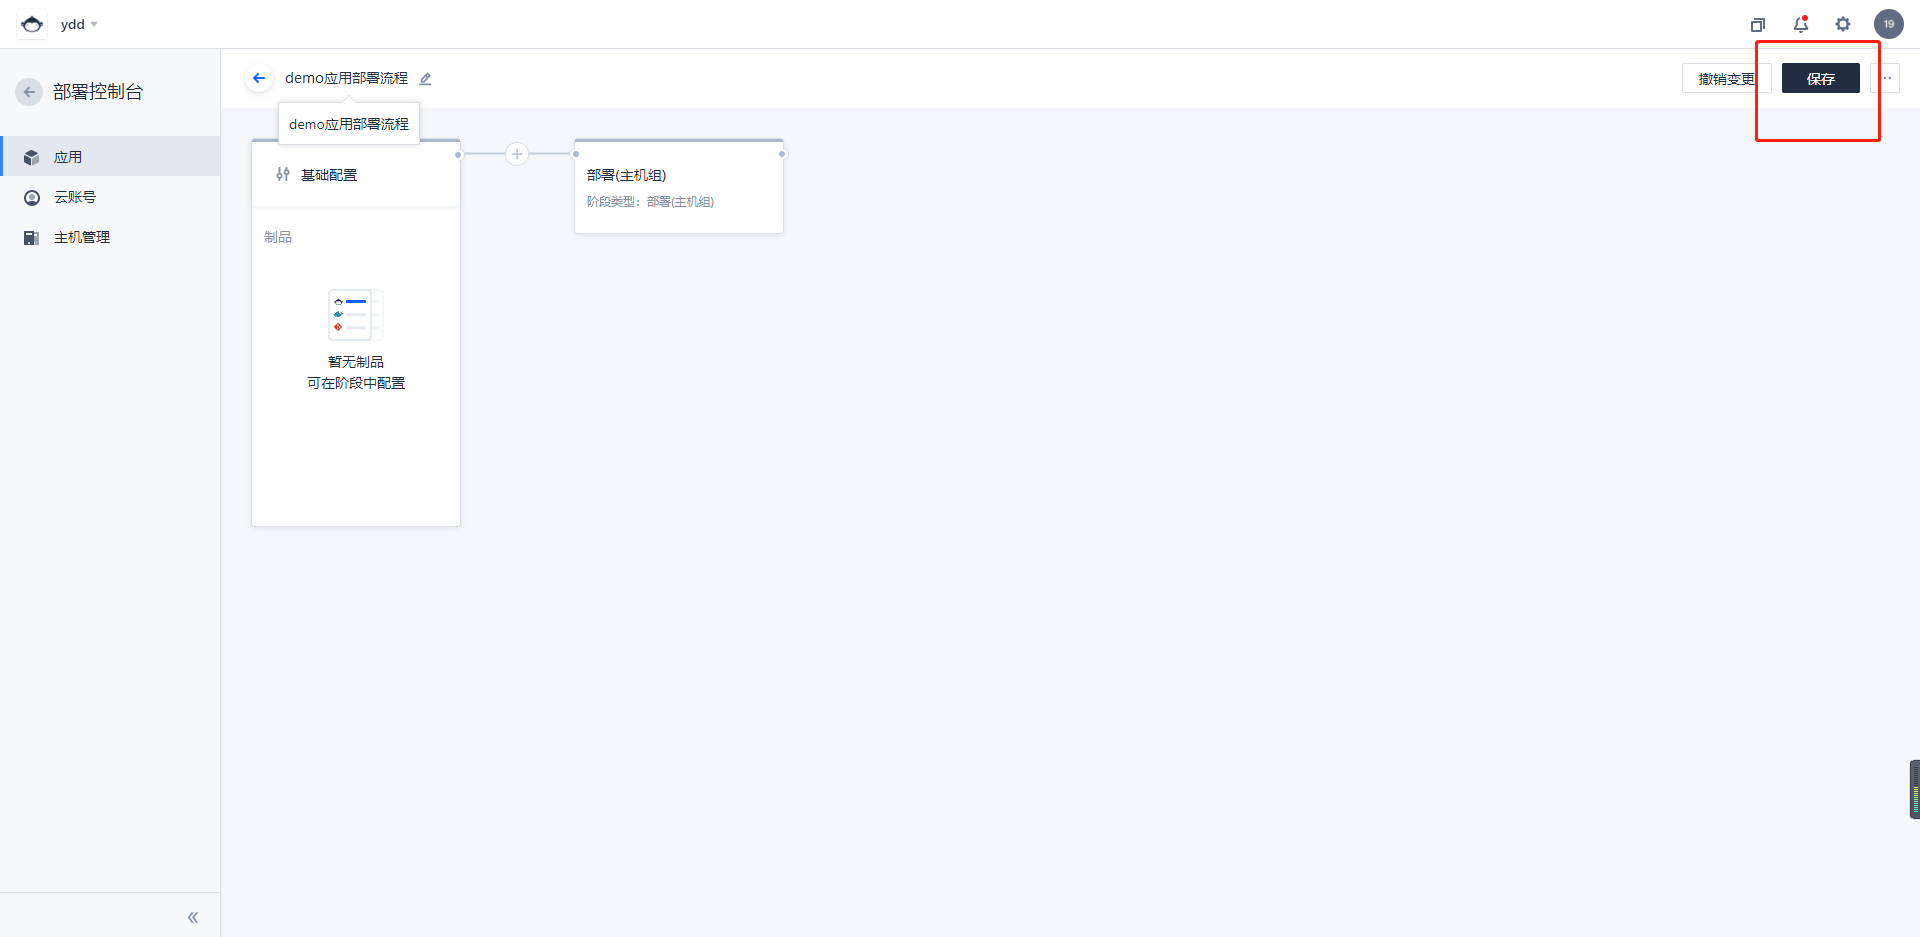 ydd
19
部署控制台
应用
云账号
主机管理
demo应用部署流程
撤销变更
保存
demo应用部署流程
基础配置
制品
暂无制品
可在阶段中配置
部署(主机组)
阶段类型：部署(主机组)